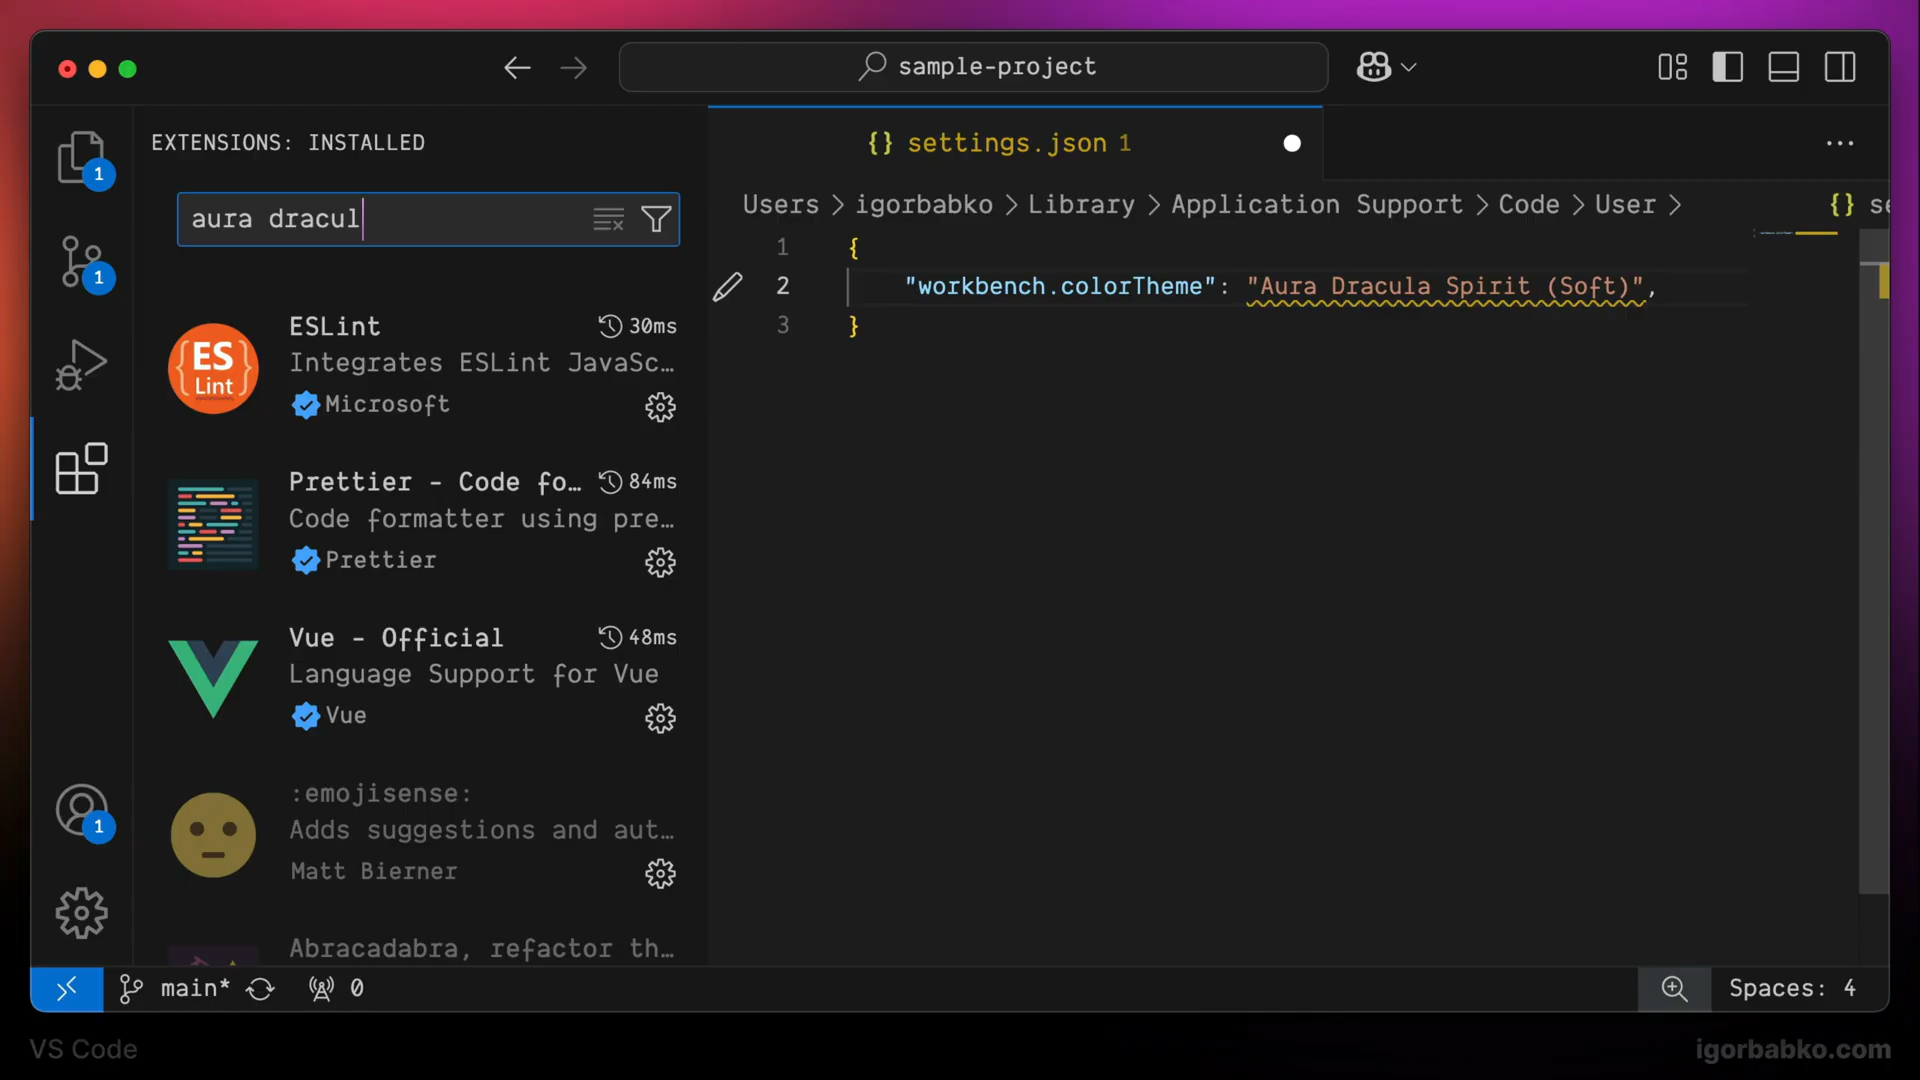 sample-project
EXTENSIONS: INSTALLED
aura dracul
ES
Lint
ESLint 30ms
Integrates ESLint JavaSc…
Microsoft
Prettier - Code fo… 84ms
Code formatter using pre…
Prettier
Vue - Official 48ms
Language Support for Vue
Vue
:emojisense:
Adds suggestions and aut…
Matt Bierner
Abracadabra, refactor th…
1
1
1
{} settings.json 1
Users > igorbabko > Library > Application Support > Code > User > {} se
1 {
2 "workbench.colorTheme": "Aura Dracula Spirit (Soft)",
3 }
main* 0
Spaces: 4
VS Code
igorbabko.com